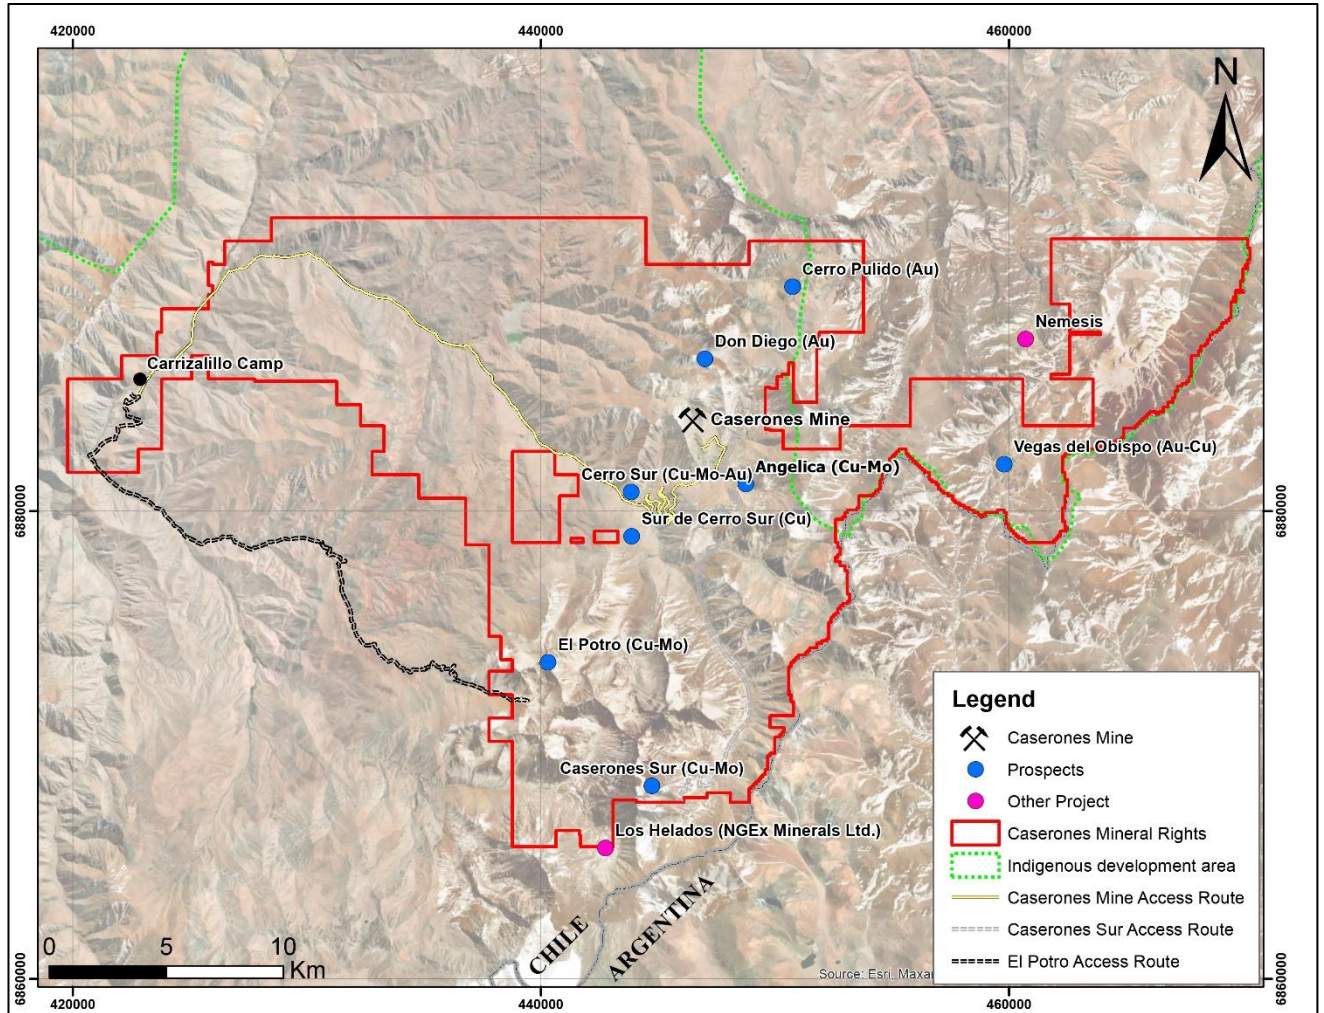 420000
440000
460000
N
Cerro Pulido (Au)
Nemesis
Don Diego (Au)
Carrizalillo Camp
Caserones Mine
Vegas del Obispo (Au-Cu)
Cerro Sur (Cu-Mo-Au)
Angelica (Cu-Mo)
6880000
6880000
Sur de Cerro Sur (Cu)
El Potro (Cu-Mo)
Caserones Sur (Cu-Mo)
Los Helados (NGEx Minerals Ltd.)
CHILE
ARGENTINA
Legend
Caserones Mine
Prospects
Other Project
Caserones Mineral Rights
Indigenous development area
Caserones Mine Access Route
Caserones Sur Access Route
El Potro Access Route
0 5 10
Km
Source: Esri, Maxar
6860000
6860000
420000
440000
460000